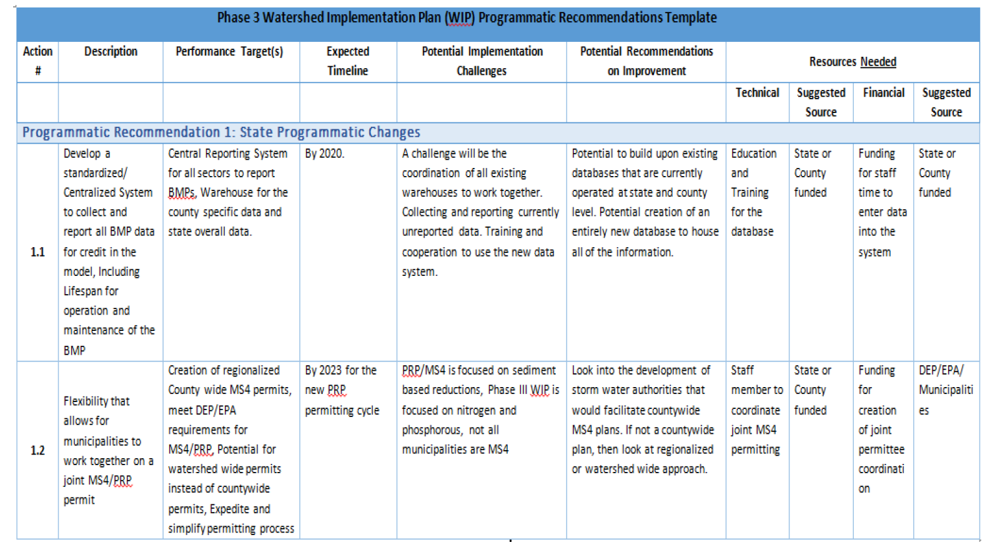 Phase 3 Watershed Implementation Plan (WIP) Programmatic Recommendations Template
Action
#
Description
Performance Target(s)
Expected
Timeline
Potential Implementation
Challenges
Potential Recommendations
on Improvement
Resources Needed
Technical
Suggested
Source
Financial
Suggested
Source
Programmatic Recommendation 1: State Programmatic Changes
1.1
Develop a
standardized/
Centralized System
to collect and
report all BMP data
for credit in the
model, Including
Lifespan for
operation and
maintenance of the
BMP
Central Reporting System
for all sectors to report
BMPs, Warehouse for the
county specific data and
state overall data.
By 2020.
A challenge will be the
coordination of all existing
warehouses to work together.
Collecting and reporting currently
unreported data. Training and
cooperation to use the new data
system.
Potential to build upon existing
databases that are currently
operated at state and county
level. Potential creation of an
entirely new database to house
all of the information.
Education
and
Training
for the
database
State or
County
funded
Funding
for staff
time to
enter data
into the
system
State or
County
funded
1.2
Flexibility that
allows for
municipalities to
work together on a
joint MS4/PRP
permit
Creation of regionalized
County wide MS4 permits,
meet DEP/EPA
requirements for
MS4/PRP, Potential for
watershed wide permits
instead of countywide
permits, Expedite and
simplify permitting process
By 2023 for the
new PRP
permitting cycle
PRP/MS4 is focused on sediment
based reductions, Phase III WIP is
focused on nitrogen and
phosphorous, not all
municipalities are MS4
Look into the development of
storm water authorities that
would facilitate countywide
MS4 plans. If not a countywide
plan, then look at regionalized
or watershed wide approach.
Staff
member to
coordinate
joint MS4
permitting
State or
County
funded
Funding
for
creation
of joint
permittee
coordinati
on
DEP/EPA/
Municipaliti
es